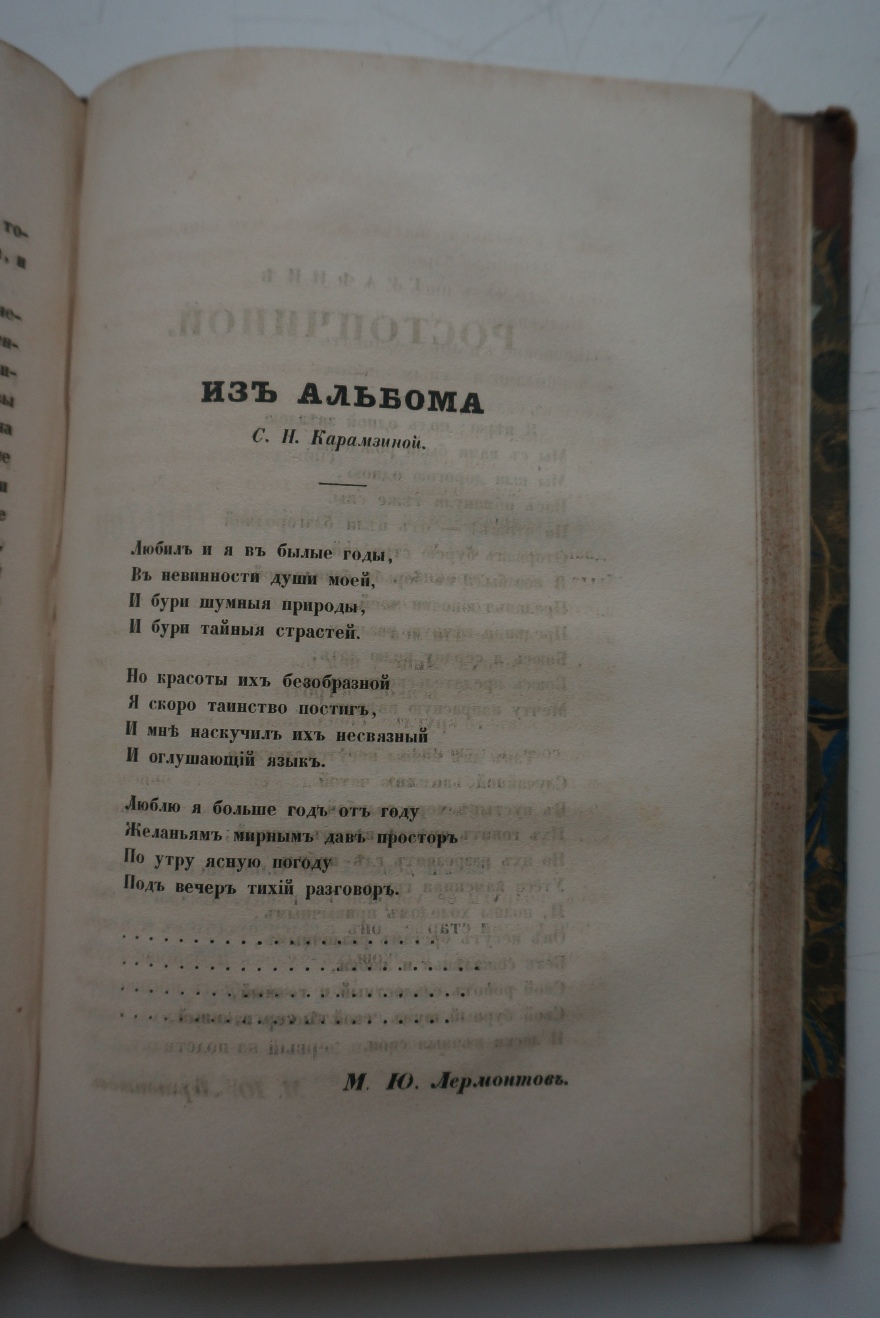 ИЗЪ АЛЬБОМА
С. Н. Карамзиной.
Любилъ и я въ былые годы,
Въ невинности души моей,
И бури шумныя природы,
И бури тайныя страстей.
Но красоты ихъ безобразной
Я скоро таинство постигъ,
И мнѣ наскучилъ ихъ несвязный
И оглушающій языкъ.
Люблю я больше годъ отъ году
Желаньямъ мирнымъ давъ просторъ
По утру ясную погоду
Подъ вечеръ тихій разговоръ.
. . . . . . . . . . . . . . . . . . . . . .
. . . . . . . . . . . . . . . . . . . . . . . .
. . . . . . . . . . . . . . . . . . . . . . .
. . . . . . . . . . . . . . . . . . . . . .
М. Ю. Лермонтовъ.